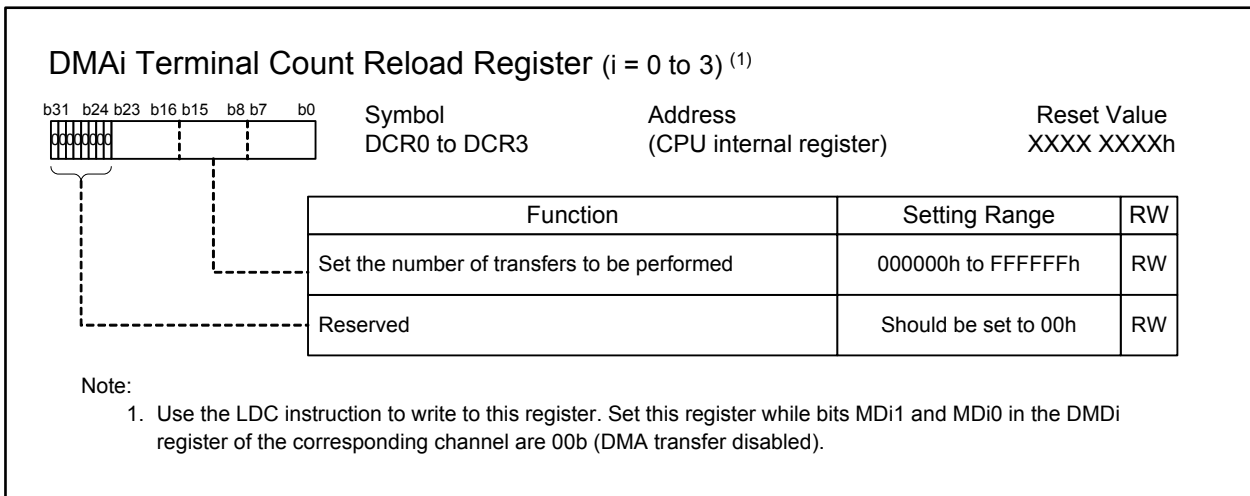 DMAi Terminal Count Reload Register (i = 0 to 3) (1)
b31 b24 b23 b16 b15 b8 b7 b0
Symbol Address Reset Value
00000000
DCR0 to DCR3 (CPU internal register) XXXX XXXXh
Function Setting Range RW
Set the number of transfers to be performed 000000h to FFFFFFh RW
Reserved Should be set to 00h RW
Note:
1. Use the LDC instruction to write to this register. Set this register while bits MDi1 and MDi0 in the DMDi
register of the corresponding channel are 00b (DMA transfer disabled).